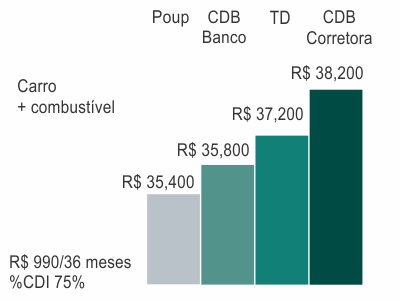 Poup
CDB
Banco
TD
CDB
Corretora
R$ 38,200
Carro
+ combustível
R$ 37,200
R$ 35,800
R$ 35,400
R$ 990/36 meses
%CDI 75%